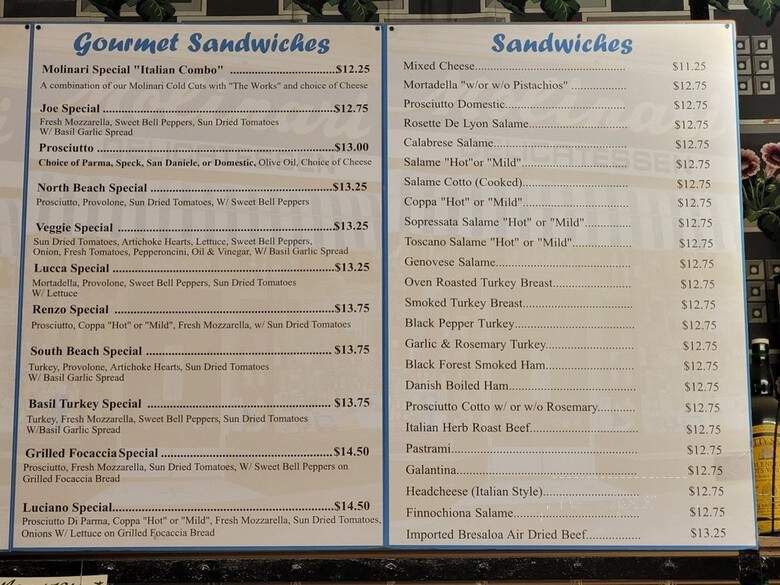 Gourmet Sandwiches
Molinari Special "Italian Combo" ..............................$12.25
A combination of our Molinari Cold Cuts with "The Works" and choice of Cheese
Joe Special ..............................$12.75
Fresh Mozzarella, Sweet Bell Peppers, Sun Dried Tomatoes
W/ Basil Garlic Spread
Prosciutto ..............................$13.00
Choice of Parma, Speck, San Daniele, or Domestic, Olive Oil, Choice of Cheese
North Beach Special ..............................$13.25
Prosciutto, Provolone, Sun Dried Tomatoes, W/ Sweet Bell Peppers
Veggie Special ..............................$13.25
Sun Dried Tomatoes, Artichoke Hearts, Lettuce, Sweet Bell Peppers,
Onion, Fresh Tomatoes, Pepperoncini, Oil & Vinegar, W/ Basil Garlic Spread
Lucca Special ..............................$13.25
Mortadella, Provolone, Sweet Bell Peppers, Sun Dried Tomatoes
W/ Lettuce
Renzo Special ..............................$13.75
Prosciutto, Coppa "Hot" or "Mild", Fresh Mozzarella, w/ Sun Dried Tomatoes
South Beach Special ..............................$13.75
Turkey, Provolone, Artichoke Hearts, Sun Dried Tomatoes
W/ Basil Garlic Spread
Basil Turkey Special ..............................$13.75
Turkey, Fresh Mozzarella, Sweet Bell Peppers, Sun Dried Tomatoes
W/Basil Garlic Spread
Grilled Focaccia Special ..............................$14.50
Prosciutto, Fresh Mozzarella, Sun Dried Tomatoes, W/ Sweet Bell Peppers on
Grilled Focaccia Bread
Luciano Special..............................$14.50
Prosciutto Di Parma, Coppa "Hot" or "Mild", Fresh Mozzarella, Sun Dried Tomatoes,
Onions W/ Lettuce on Grilled Focaccia Bread
Sandwiches
Mixed Cheese.............................. $11.25
Mortadella "w/or w/o Pistachios" ............... $12.75
Prosciutto Domestic.............................. $12.75
Rosette De Lyon Salame.............................. $12.75
Calabrese Salame.............................. $12.75
Salame "Hot"or "Mild".............................. $12.75
Salame Cotto (Cooked).............................. $12.75
Coppa "Hot" or "Mild".............................. $12.75
Sopressata Salame "Hot" or "Mild"............ $12.75
Toscano Salame "Hot" or "Mild"............... $12.75
Genovese Salame.............................. $12.75
Oven Roasted Turkey Breast.................... $12.75
Smoked Turkey Breast.............................. $12.75
Black Pepper Turkey.............................. $12.75
Garlic & Rosemary Turkey..................... $12.75
Black Forest Smoked Ham..................... $12.75
Danish Boiled Ham.............................. $12.75
Prosciutto Cotto w/ or w/o Rosemary.......... $12.75
Italian Herb Roast Beef.......................... $12.75
Pastrami.............................. $12.75
Galantina.............................. $12.75
Headcheese (Italian Style)........................ $12.75
Finnochiona Salame.............................. $12.75
Imported Bresaloa Air Dried Beef............... $13.25